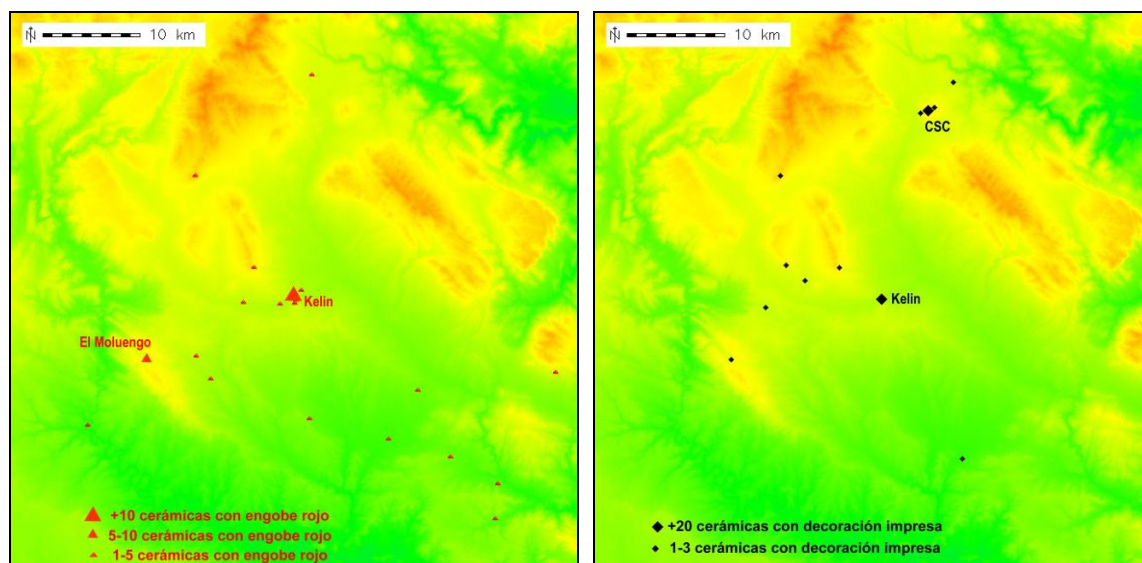 N 10 km
Kelin
El Moluengo
+10 cerámicas con engobe rojo
5-10 cerámicas con engobe rojo
1-5 cerámicas con engobe rojo
N 10 km
CSC
Kelin
+20 cerámicas con decoración impresa
1-3 cerámicas con decoración impresa